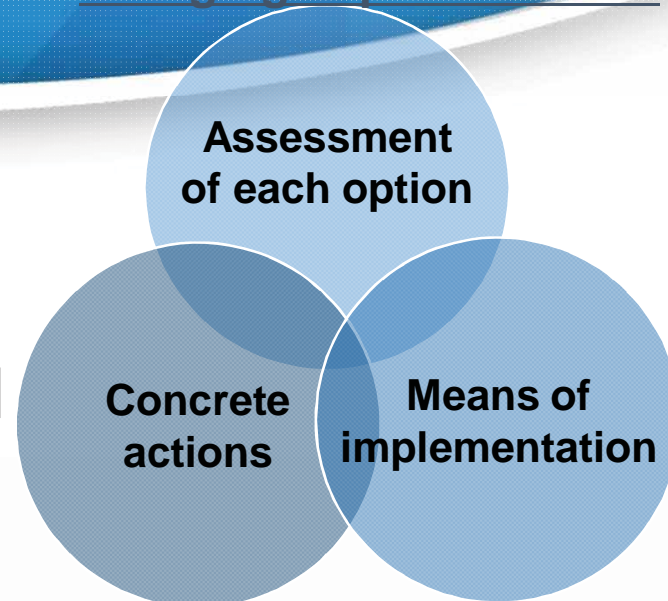 Assessment
of each option
Concrete
actions
Means of
implementation